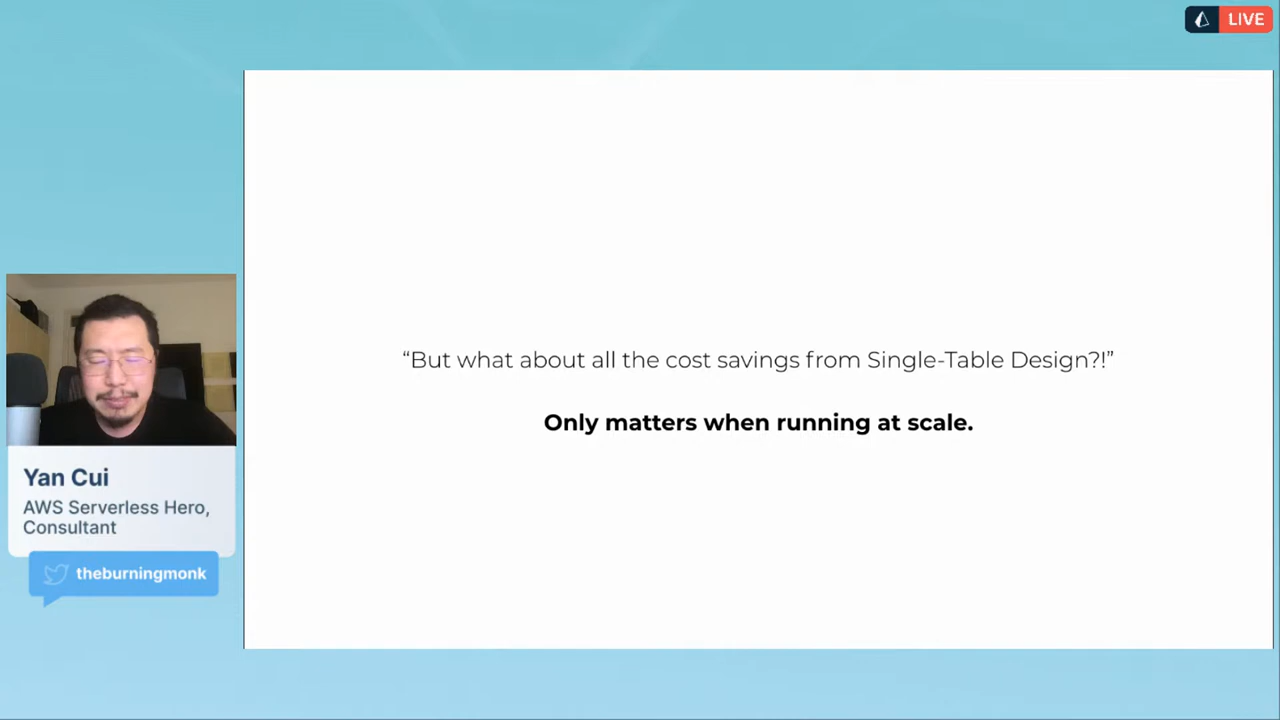 LIVE
“But what about all the cost savings from Single-Table Design?!”
Only matters when running at scale.
Yan Cui
AWS Serverless Hero,
Consultant
theburningmonk